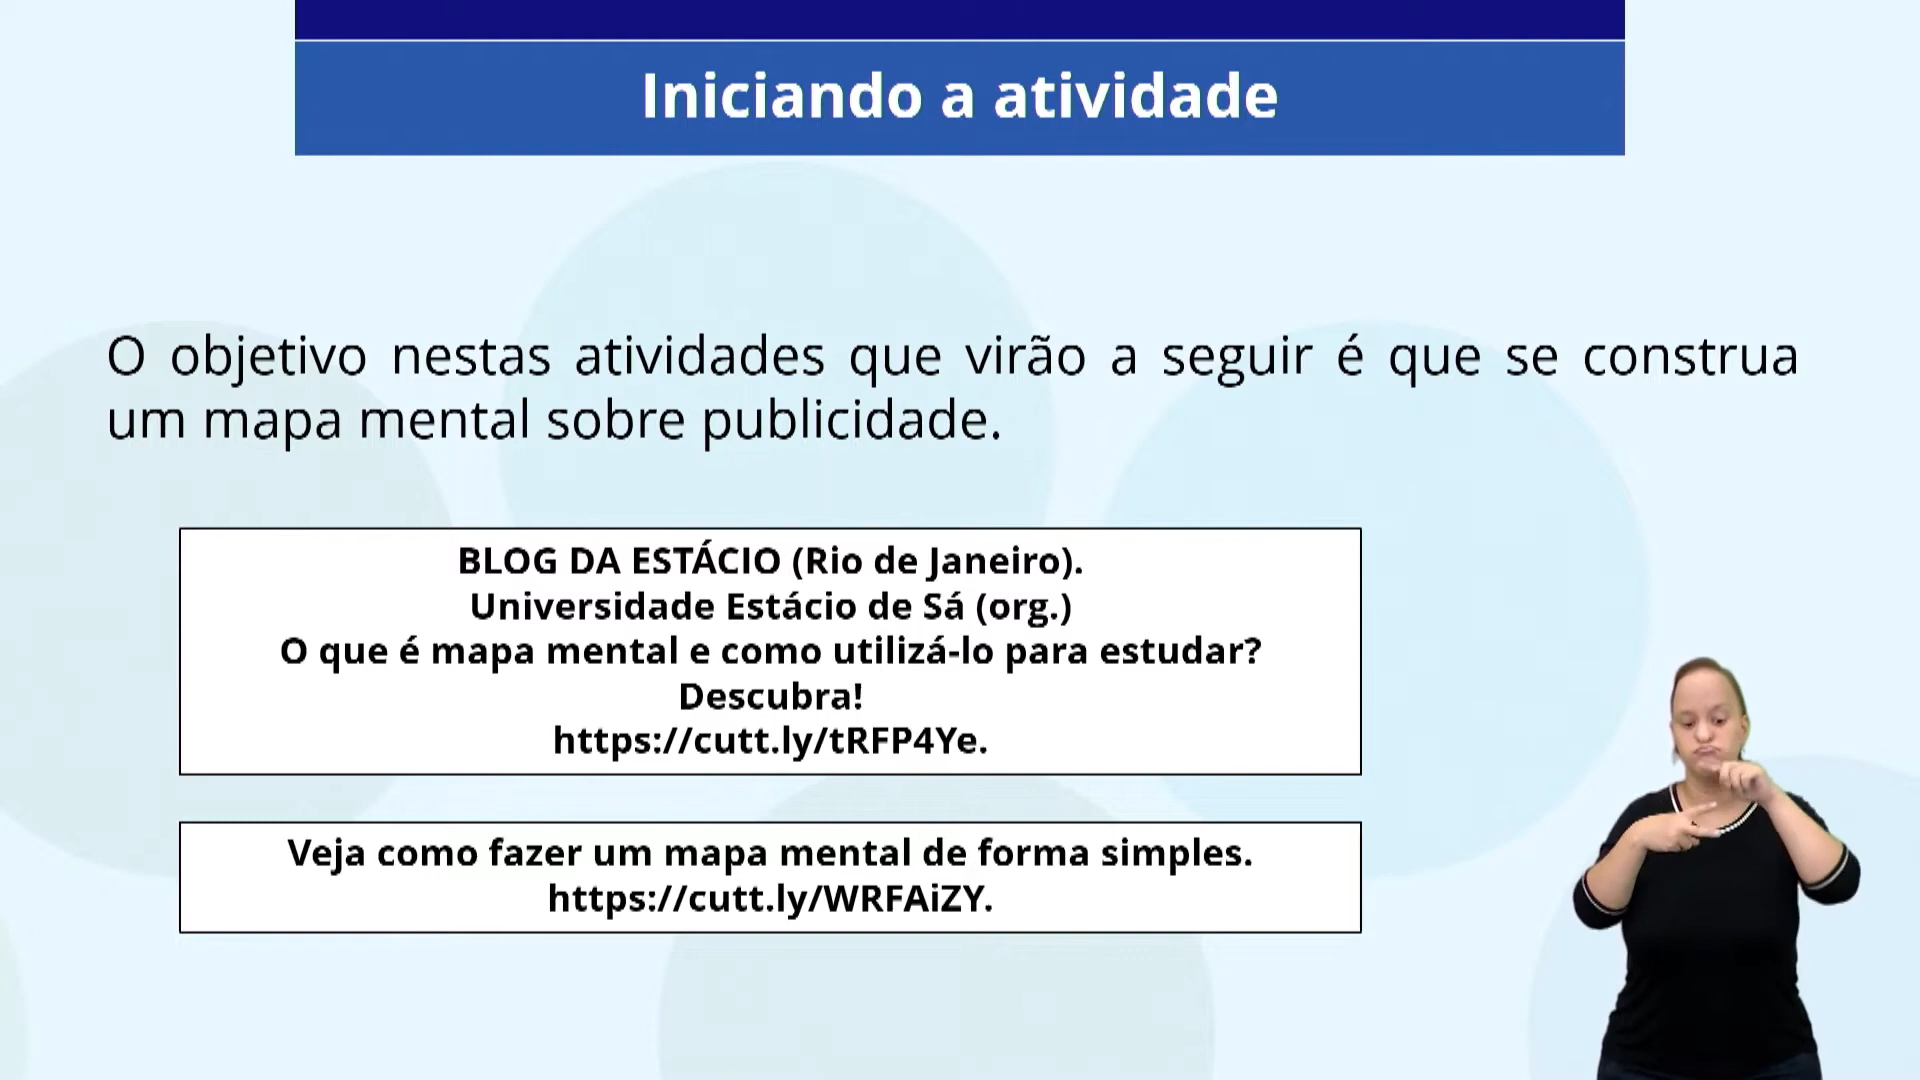 Iniciando a atividade
O objetivo nestas atividades que virão a seguir é que se construa
um mapa mental sobre publicidade.
BLOG DA ESTÁCIO (Rio de Janeiro).
Universidade Estácio de Sá (org.)
O que é mapa mental e como utilizá-lo para estudar?
Descubra!
https://cutt.ly/tRFP4Ye.
Veja como fazer um mapa mental de forma simples.
https://cutt.ly/WRFAiZY.